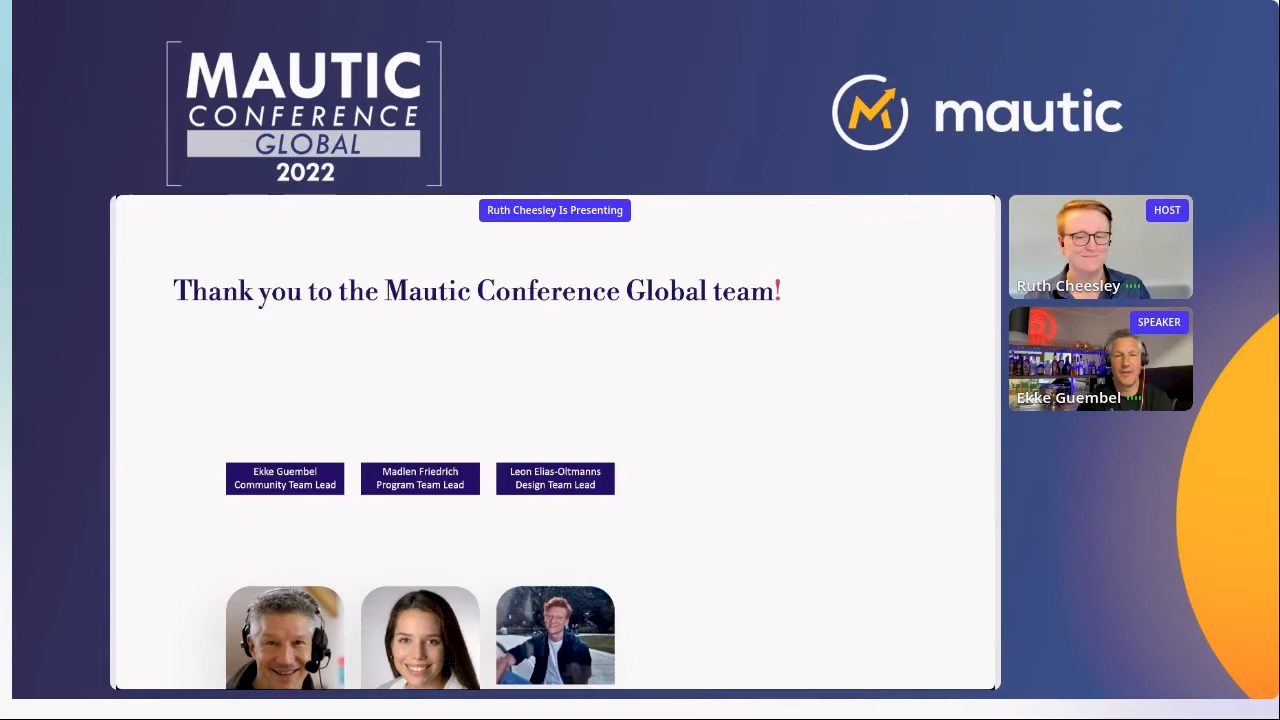 MAUTIC
CONFERENCE
GLOBAL
2022
mautic
Ruth Cheesley Is Presenting
HOST
Ruth Cheesley
Thank you to the Mautic Conference Global team!
SPEAKER
Ekke Guembel
Ekke Guembel
Community Team Lead
Madlen Friedrich
Program Team Lead
Leon Elias-Oltmanns
Design Team Lead